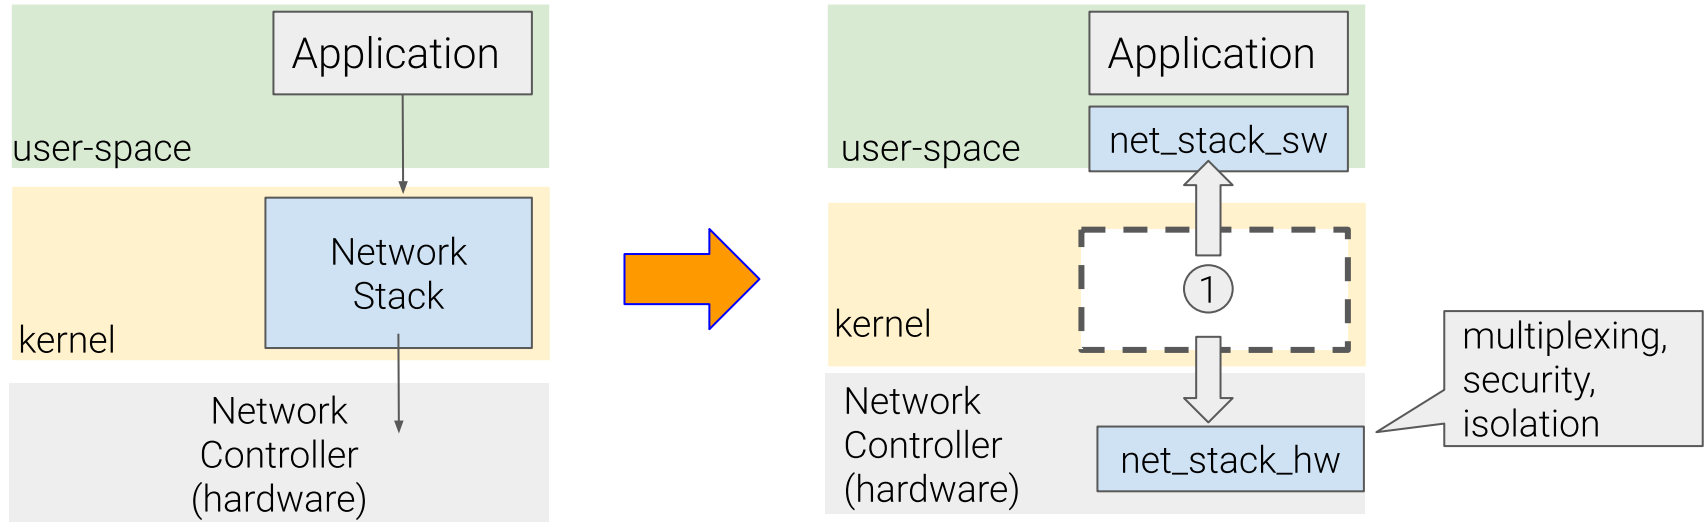 Application
user-space
Network
Stack
kernel
Network
Controller
(hardware)
Application
net_stack_sw
user-space
1
kernel
Network
Controller
(hardware)
net_stack_hw
multiplexing,
security,
isolation